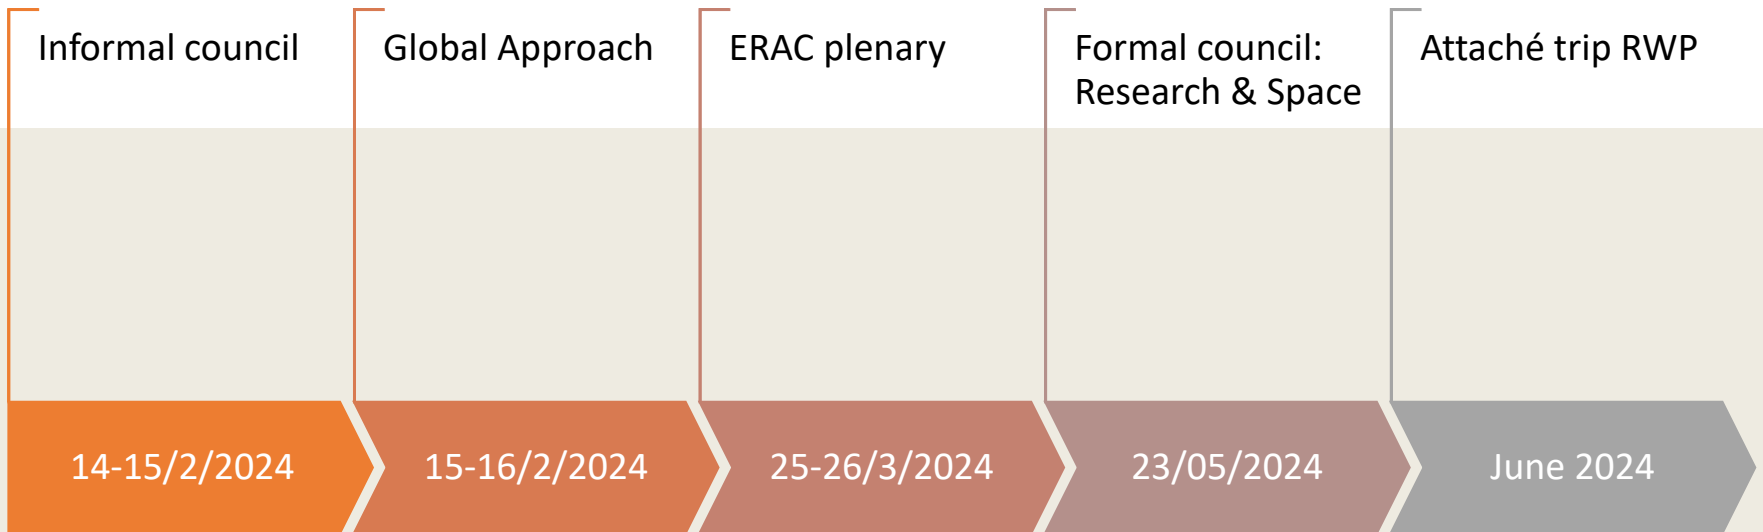 Informal council
Global Approach
ERAC plenary
Formal council:
Research & Space
Attaché trip RWP
14-15/2/2024
15-16/2/2024
25-26/3/2024
23/05/2024
June 2024